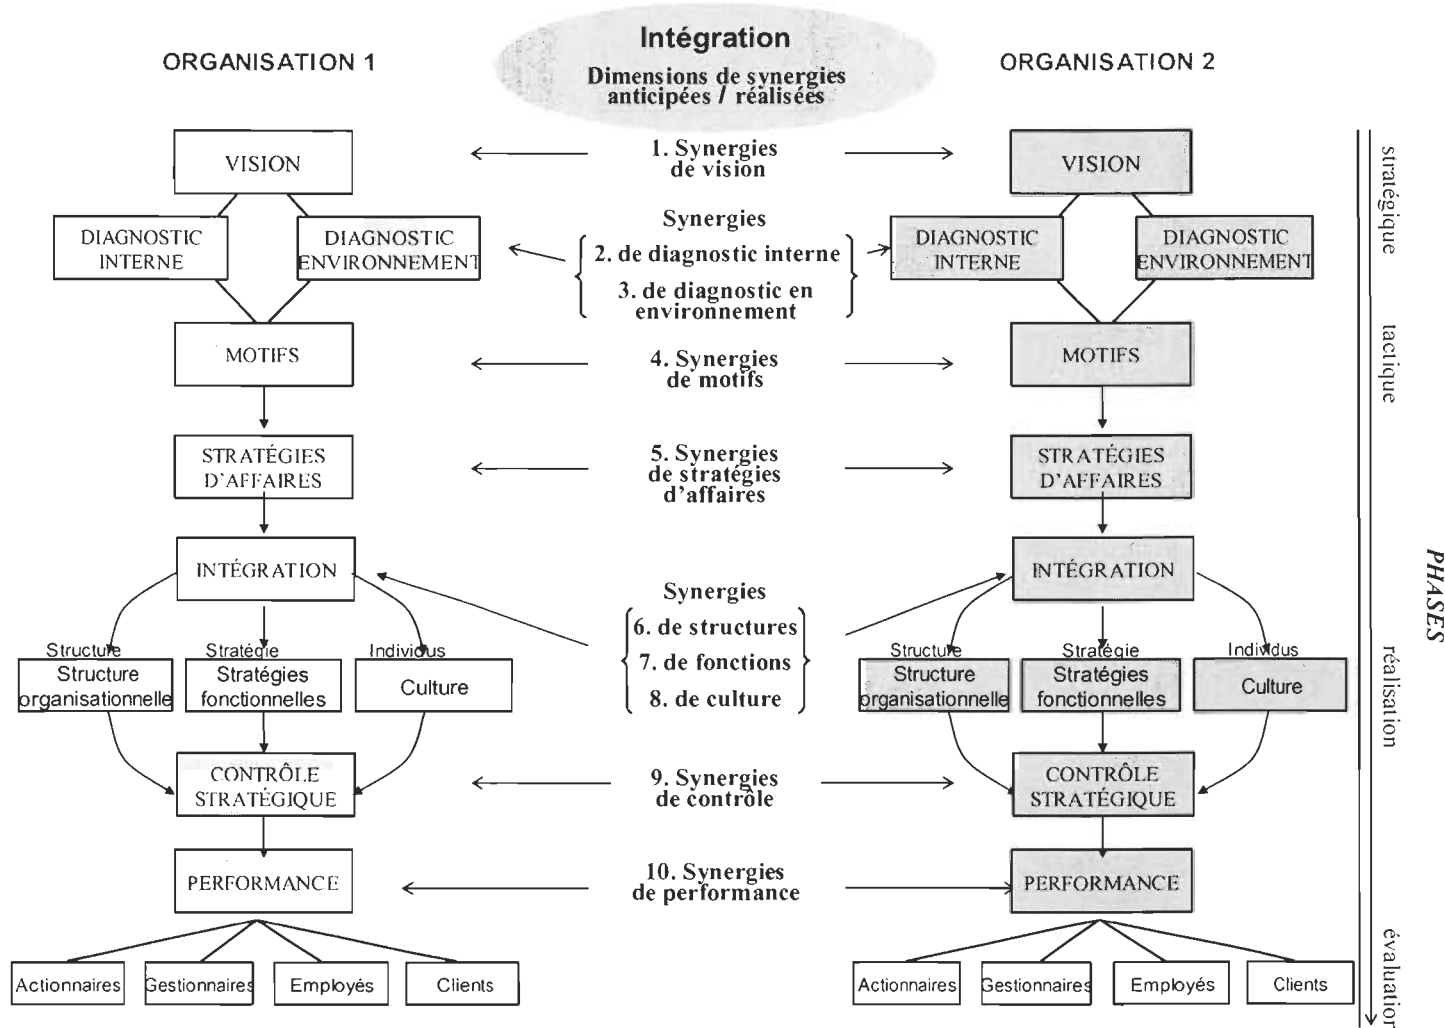 Intégration
Dimensions de synergies
anticipées / réalisées
ORGANISATION 1
ORGANISATION 2
VISION
1. Synergies
de vision
VISION
DIAGNOSTIC
INTERNE
DIAGNOSTIC
ENVIRONNEMENT
Synergies
2. de diagnostic interne
3. de diagnostic en
environnement
DIAGNOSTIC
INTERNE
DIAGNOSTIC
ENVIRONNEMENT
MOTIFS
4. Synergies
de motifs
MOTIFS
STRATÉGIES
D'AFFAIRES
5. Synergies
de stratégies
d'affaires
STRATÉGIES
D'AFFAIRES
INTÉGRATION
Synergies
6. de structures
7. de fonctions
8. de culture
INTÉGRATION
Structure
Stratégie
Individus
Structure
organisationnelle
Stratégies
fonctionnelles
Culture
Structure
Stratégie
Individus
Structure
organisationnelle
Stratégies
fonctionnelles
Culture
CONTRÔLE
STRATÉGIQUE
9. Synergies
de contrôle
CONTRÔLE
STRATÉGIQUE
PERFORMANCE
10. Synergies
de performance
PERFORMANCE
Actionnaires
Gestionnaires
Employés
Clients
Actionnaires
Gestionnaires
Employés
Clients
stratégique
tactique
réalisation
évaluation
PHASES